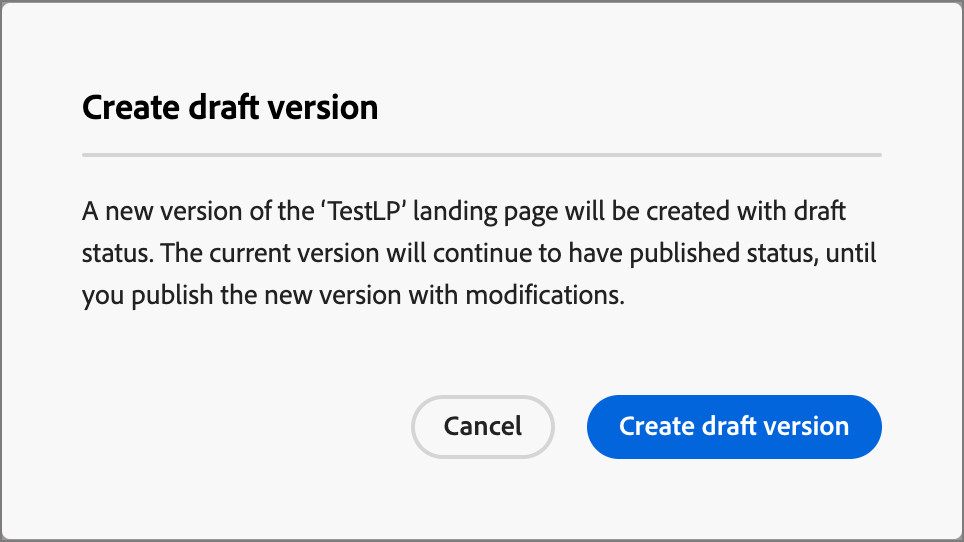 Create draft version
A new version of the ‘TestLP’ landing page will be created with draft
status. The current version will continue to have published status, until
you publish the new version with modifications.
Cancel
Create draft version